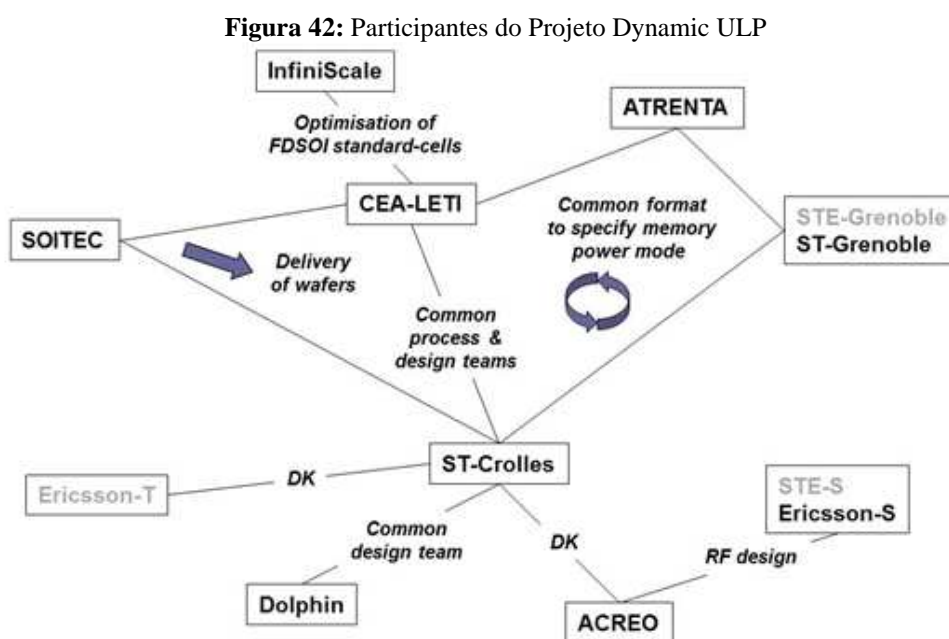 Figura 42: Participantes do Projeto Dynamic ULP
InfiniScale
ATRENTA
Optimisation of
FDSOI standard-cells
CEA-LETI
Common format
to specify memory
power mode
STE-Grenoble
ST-Grenoble
SOITEC
Delivery
of wafers
Common
process &
design teams
ST-Crolles
DK
Ericsson-T
STE-S
Ericsson-S
Common
design team
DK
RF design
Dolphin
ACREO